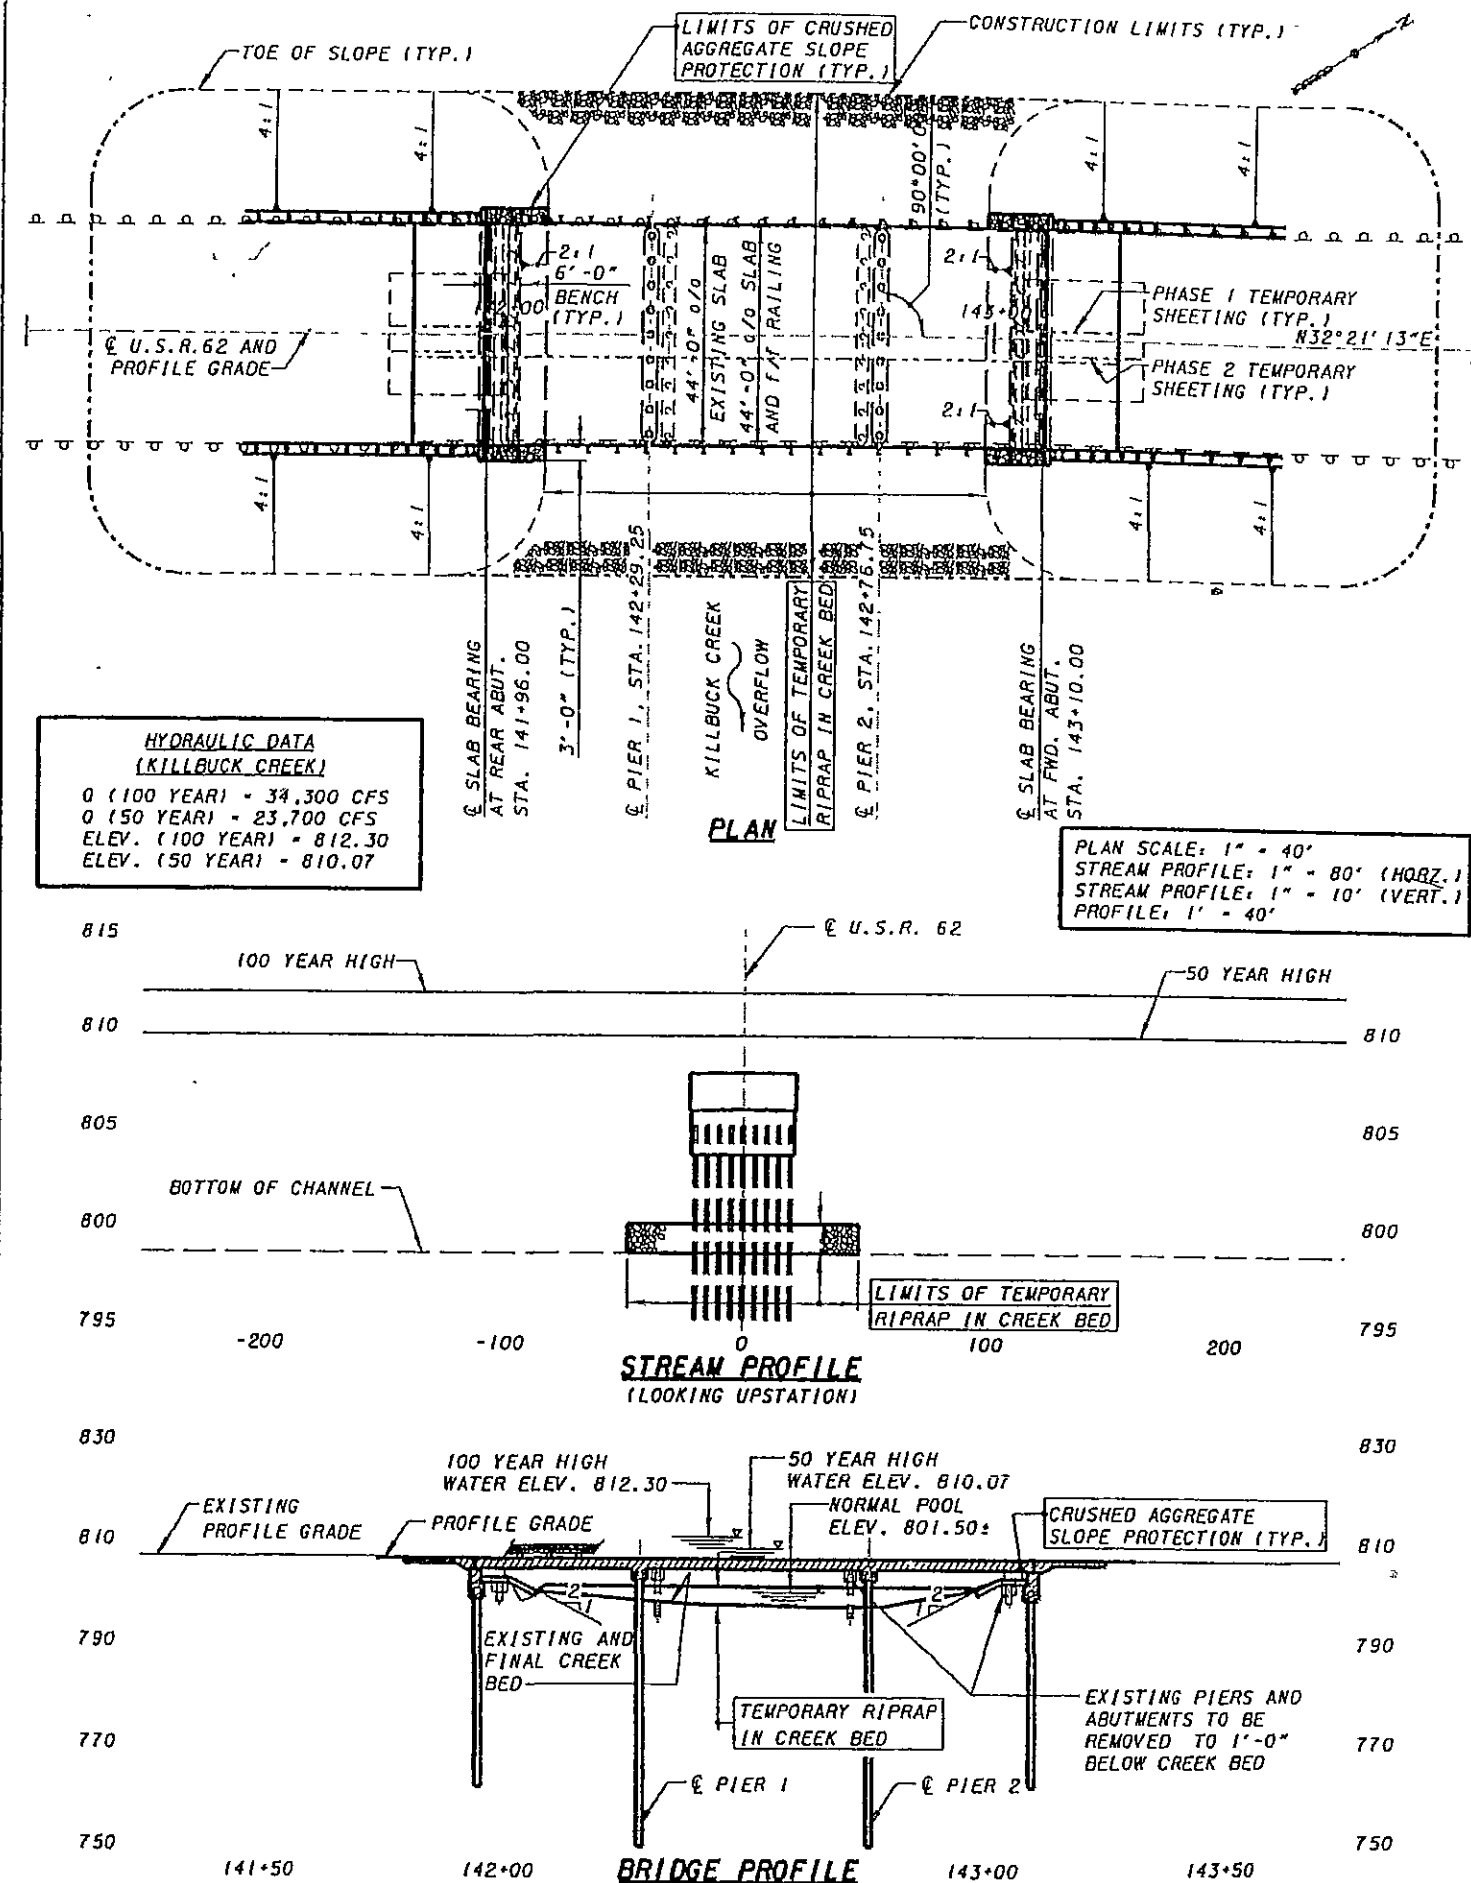 LIMITS OF CRUSHED
AGGREGATE SLOPE
PROTECTION (TYP.)
CONSTRUCTION LIMITS (TYP.)
TOE OF SLOPE (TYP.)
4:1
4:1
4:1
4:1
90°00'
(TYP.)
2:1
6'-0"
BENCH
(TYP.)
44'-0" o/o
EXISTING SLAB
44'-0" o/o SLAB
AND f/f RAILING
2:1
143+00
PHASE 1 TEMPORARY
SHEETING (TYP.)
N32°21'13"E
℄ U.S.R.62 AND
PROFILE GRADE
PHASE 2 TEMPORARY
SHEETING (TYP.)
2:1
4:1
4:1
4:1
4:1
℄ SLAB BEARING
AT REAR ABUT.
STA. 141+96.00
3'-0" (TYP.)
℄ PIER 1, STA. 142+29.25
KILLBUCK CREEK
OVERFLOW
LIMITS OF TEMPORARY
RIPRAP IN CREEK BED
℄ PIER 2, STA. 142+76.75
℄ SLAB BEARING
AT FWD. ABUT.
STA. 143+10.00
HYDRAULIC DATA
(KILLBUCK CREEK)
Q (100 YEAR) = 34,300 CFS
Q (50 YEAR) = 23,700 CFS
ELEV. (100 YEAR) = 812.30
ELEV. (50 YEAR) = 810.07
PLAN
PLAN SCALE: 1" = 40'
STREAM PROFILE: 1" = 80' (HORZ.)
STREAM PROFILE: 1" = 10' (VERT.)
PROFILE: 1' = 40'
815
℄ U.S.R. 62
100 YEAR HIGH
50 YEAR HIGH
810
810
805
805
BOTTOM OF CHANNEL
800
800
LIMITS OF TEMPORARY
RIPRAP IN CREEK BED
795
795
-200
-100
0
100
200
STREAM PROFILE
(LOOKING UPSTATION)
830
830
100 YEAR HIGH
WATER ELEV. 812.30
50 YEAR HIGH
WATER ELEV. 810.07
NORMAL POOL
ELEV. 801.50±
EXISTING
PROFILE GRADE
PROFILE GRADE
CRUSHED AGGREGATE
SLOPE PROTECTION (TYP.)
810
810
2
1
2
1
790
790
EXISTING AND
FINAL CREEK
BED
TEMPORARY RIPRAP
IN CREEK BED
EXISTING PIERS AND
ABUTMENTS TO BE
REMOVED TO 1'-0"
BELOW CREEK BED
770
770
℄ PIER 1
℄ PIER 2
750
750
141+50
142+00
BRIDGE PROFILE
143+00
143+50